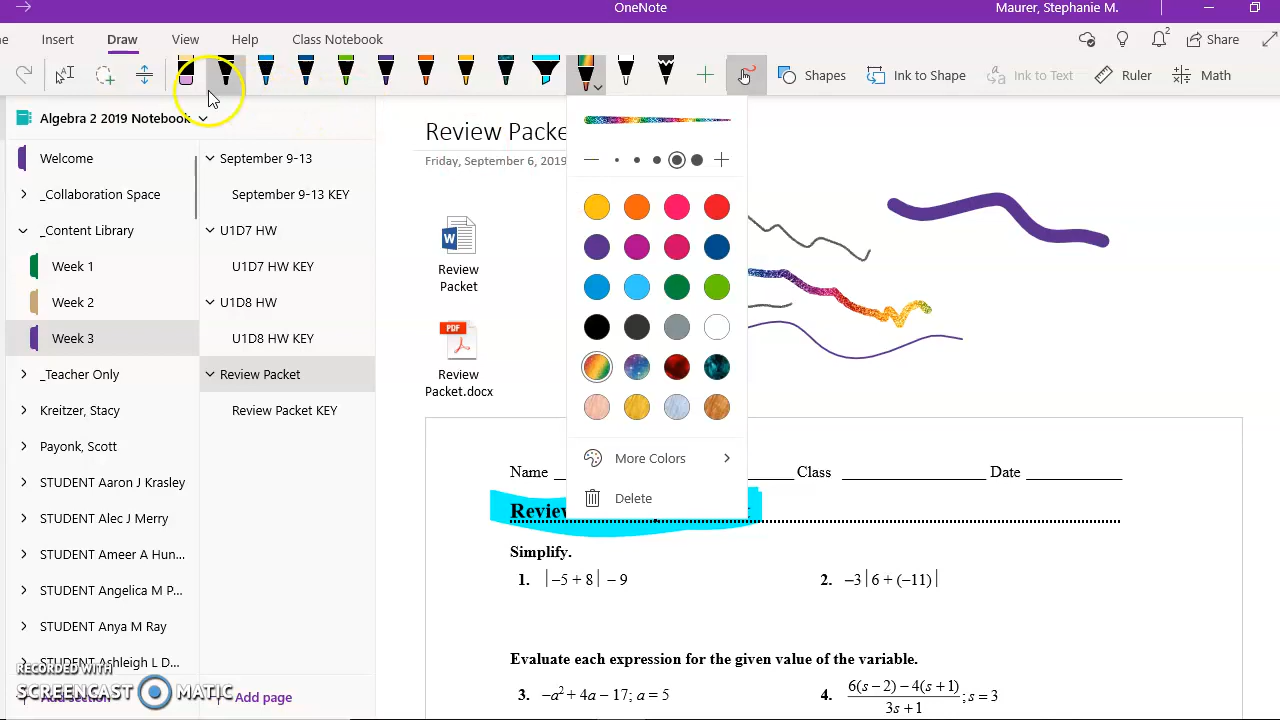 OneNote
Maurer, Stephanie M.
Insert Draw View Help Class Notebook
Share
Shapes Ink to Shape Ink to Text Ruler Math
Algebra 2 2019 Notebook
Welcome
_Collaboration Space
_Content Library
Week 1
Week 2
Week 3
_Teacher Only
Kreitzer, Stacy
Payonk, Scott
STUDENT Aaron J Krasley
STUDENT Alec J Merry
STUDENT Ameer A Hun...
STUDENT Angelica M P...
STUDENT Anya M Ray
STUDENT Ashleigh L D...
September 9-13
September 9-13 KEY
U1D7 HW
U1D7 HW KEY
U1D8 HW
U1D8 HW KEY
Review Packet
Review Packet KEY
Add page
RECORDED WITH
SCREENCAST MATIC
Review Packe
Friday, September 6, 2019
Review
Packet
PDF
Review
Packet.docx
More Colors
Delete
Name Class Date
Review
Simplify.
1. |−5 + 8| − 9
2. −3|6 + (−11)|
Evaluate each expression for the given value of the variable.
3. −a² + 4a − 17; a = 5
4. 6(s − 2) − 4(s + 1)
3s + 1
; s = 3